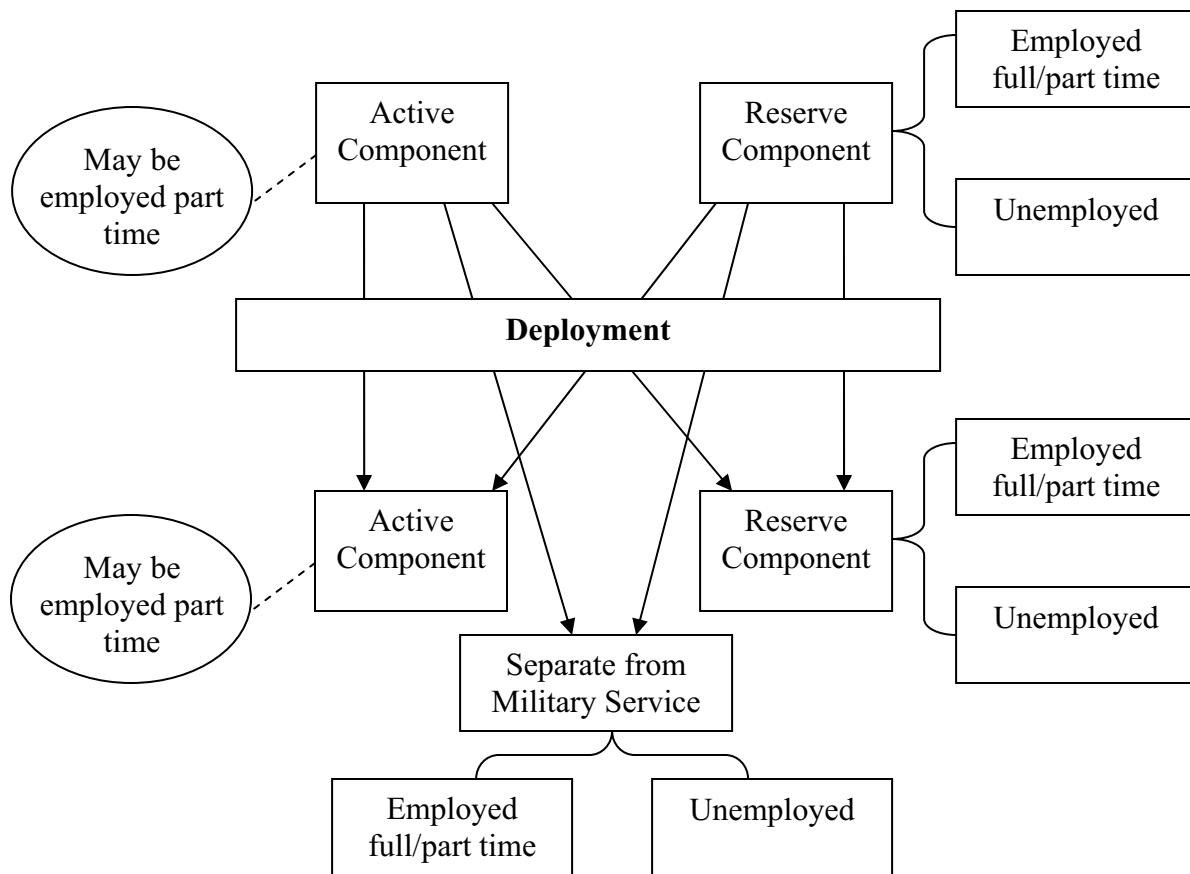 Employed
full/part time
Active
Component
Reserve
Component
May be
employed part
time
Unemployed
Deployment
Employed
full/part time
Active
Component
Reserve
Component
May be
employed part
time
Unemployed
Separate from
Military Service
Employed
full/part time
Unemployed